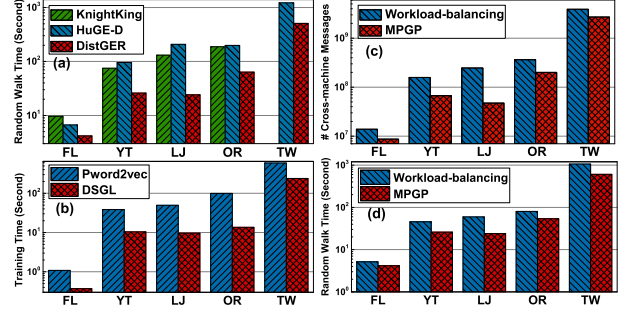 Random Walk Time (Second)
10³
10²
10¹
KnightKing
HuGE-D
DistGER
(a)
FL YT LJ OR TW
# Cross-machine Messages
10⁹
10⁸
10⁷
Workload-balancing
MPGP
(c)
FL YT LJ OR TW
Training Time (Second)
10²
10¹
10⁰
Pword2vec
DSGL
(b)
FL YT LJ OR TW
Random Walk Time (Second)
10³
10²
10¹
10⁰
Workload-balancing
MPGP
(d)
FL YT LJ OR TW